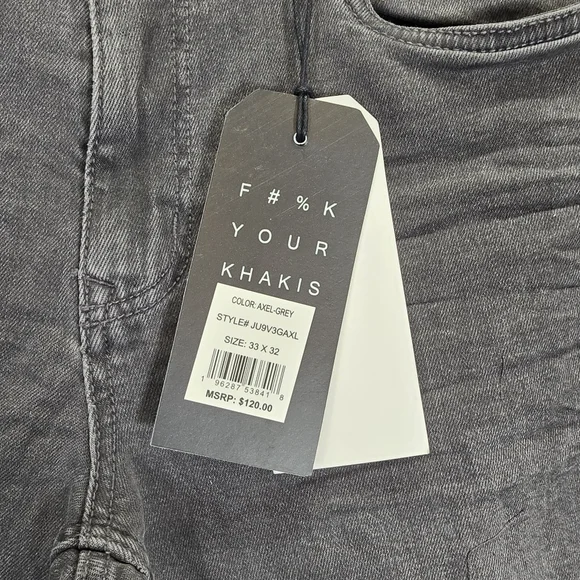 F # % K
YOUR
KHAKIS
COLOR: AXEL-GREY
STYLE# JU9V3GAXL
SIZE: 33 X 32
1 96287 53841 8
MSRP: $120.00